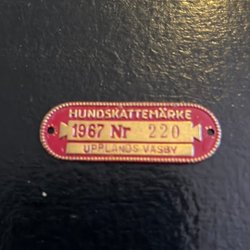 HUNDSKATTEMÄRKE
1967 Nr 220
UPPLANDS-VÄSBY